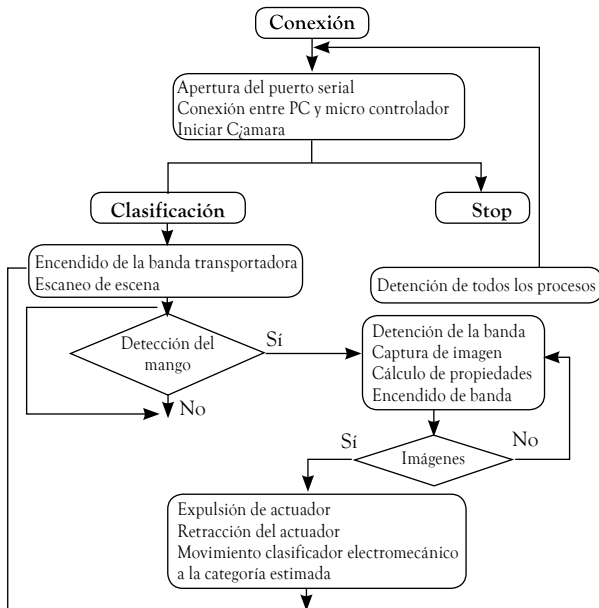 Conexión
Apertura del puerto serial
Conexión entre PC y micro controlador
Iniciar C¡amara
Clasificación
Stop
Encendido de la banda transportadora
Escaneo de escena
Detención de todos los procesos
Detección del
mango
Sí
No
Detención de la banda
Captura de imagen
Cálculo de propiedades
Encendido de banda
Sí
Imágenes
No
Expulsión de actuador
Retracción del actuador
Movimiento clasificador electromecánico
a la categoría estimada